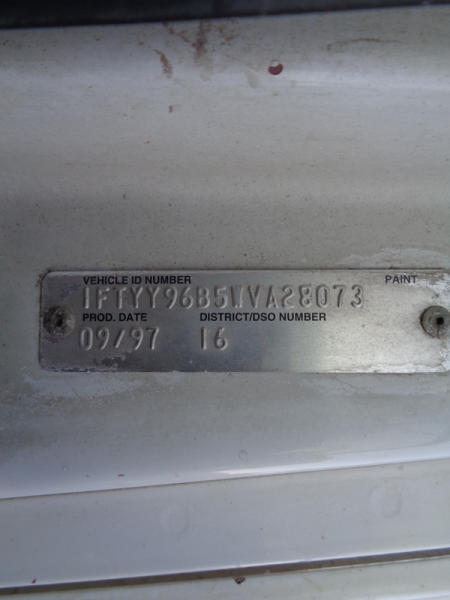 VEHICLE ID NUMBER PAINT
1FTYY96B5WVA28073
PROD. DATE DISTRICT/DSO NUMBER
09/97 16